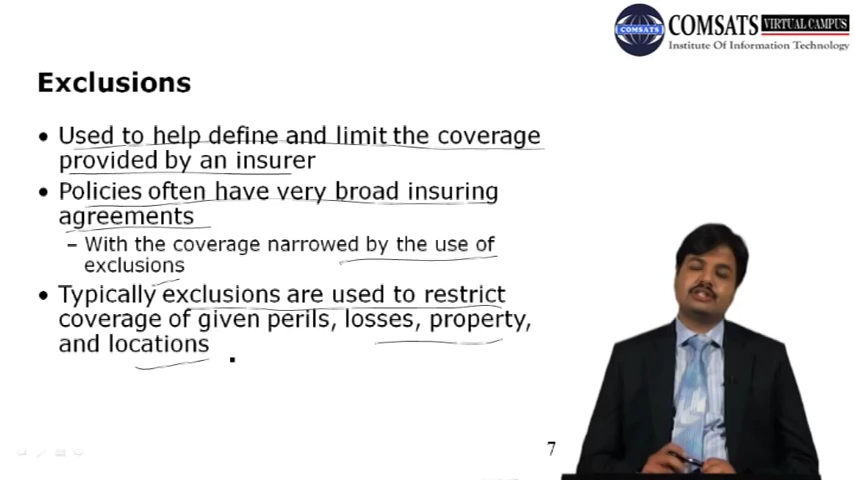 COMSATS
COMSATS VIRTUAL CAMPUS
Institute Of Information Technology
Exclusions
• Used to help define and limit the coverage
provided by an insurer
• Policies often have very broad insuring
agreements
– With the coverage narrowed by the use of
exclusions
• Typically exclusions are used to restrict
coverage of given perils, losses, property,
and locations
7